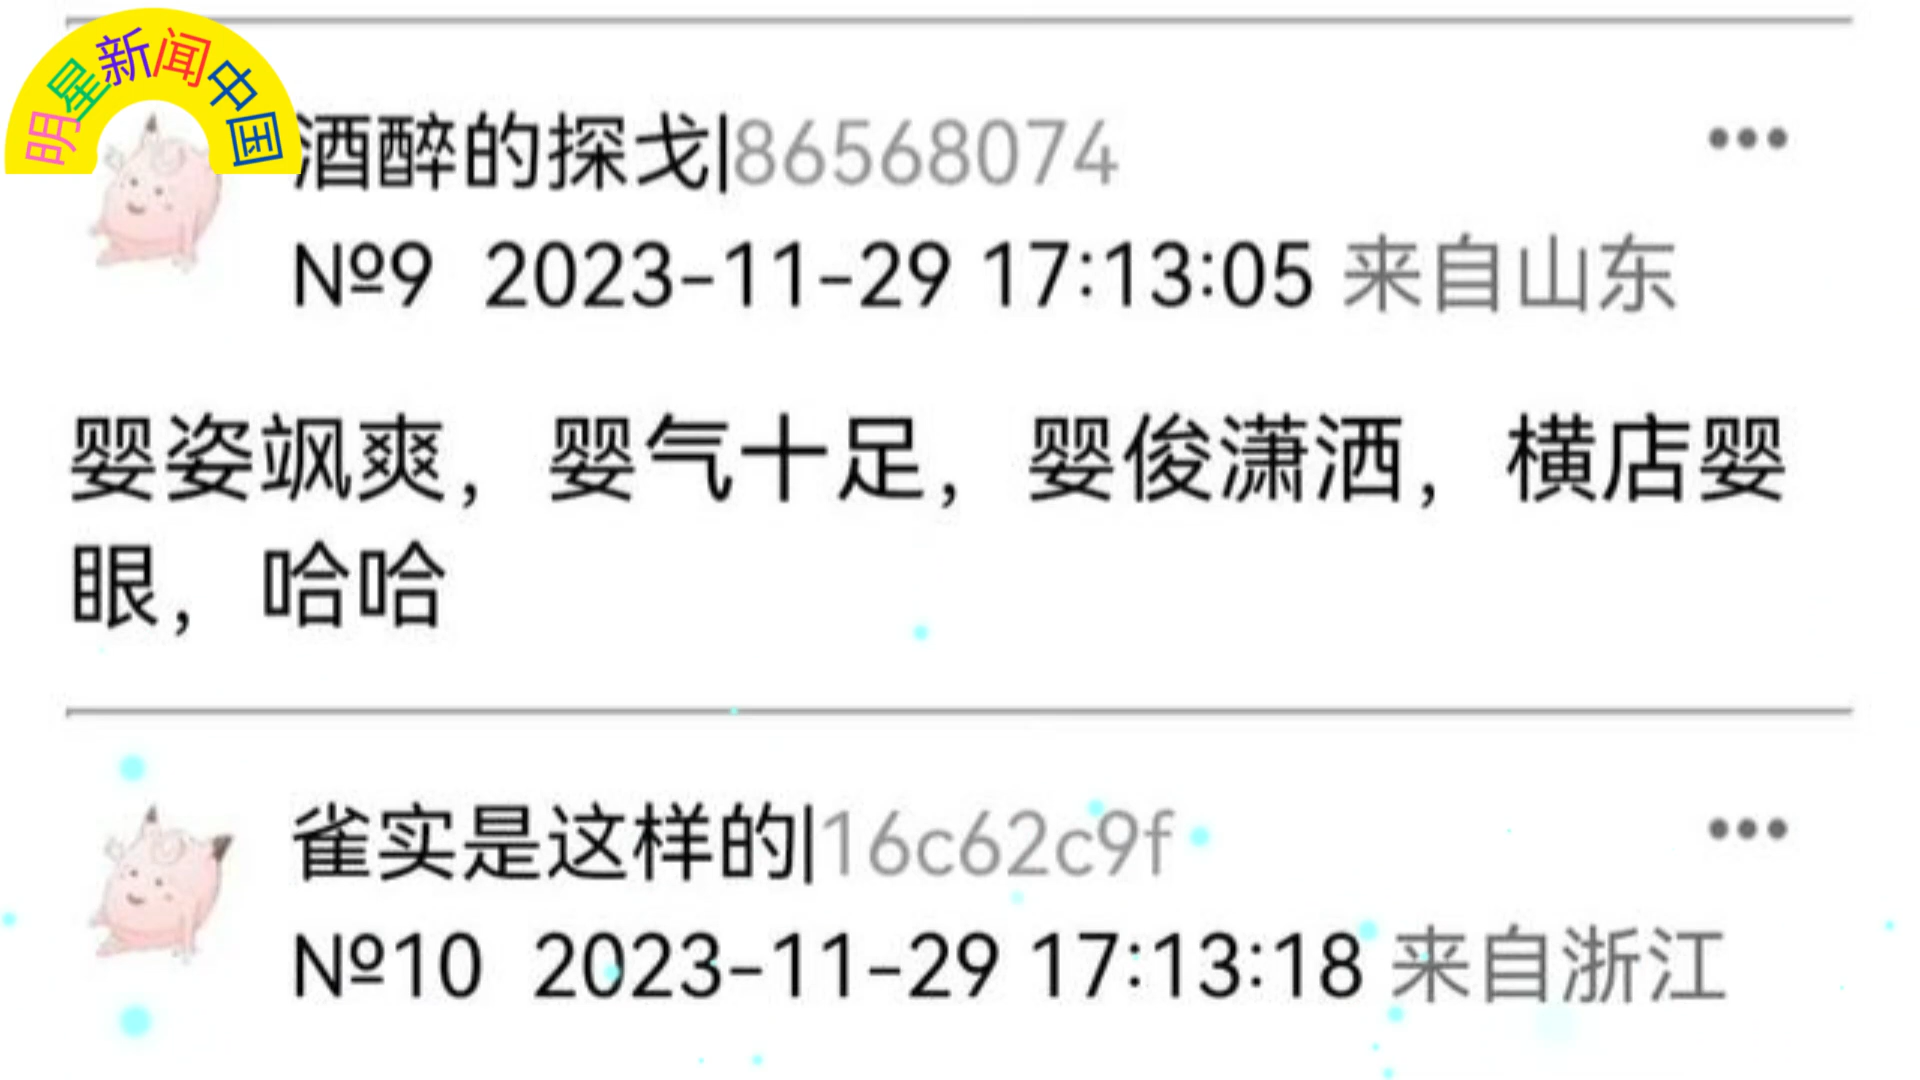 明星新闻中国
酒醉的探戈|86568074
№9 2023-11-29 17:13:05 来自山东
婴姿飒爽，婴气十足，婴俊潇洒，横店婴
眼，哈哈
雀实是这样的|16c62c9f
№10 2023-11-29 17:13:18 来自浙江